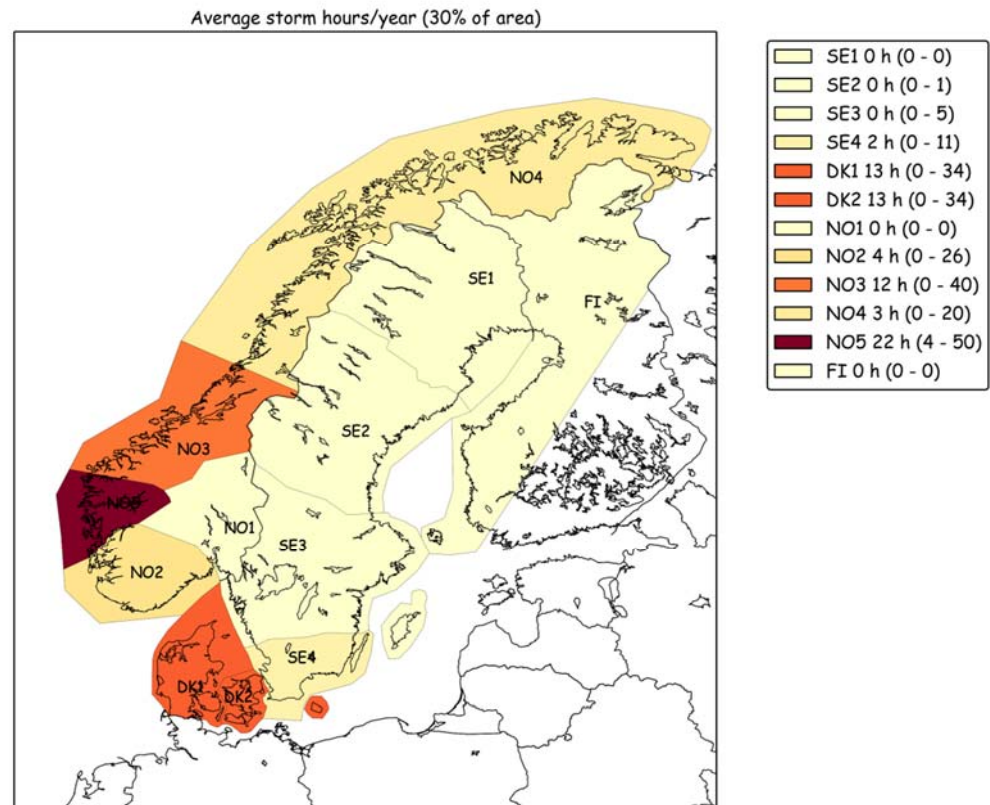 Average storm hours/year (30% of area)
SE1 0 h (0 - 0)
SE2 0 h (0 - 1)
SE3 0 h (0 - 5)
SE4 2 h (0 - 11)
DK1 13 h (0 - 34)
DK2 13 h (0 - 34)
NO1 0 h (0 - 0)
NO2 4 h (0 - 26)
NO3 12 h (0 - 40)
NO4 3 h (0 - 20)
NO5 22 h (4 - 50)
FI 0 h (0 - 0)
NO4
SE1
FI
SE2
NO3
NO5
NO1
SE3
NO2
SE4
DK1
DK2